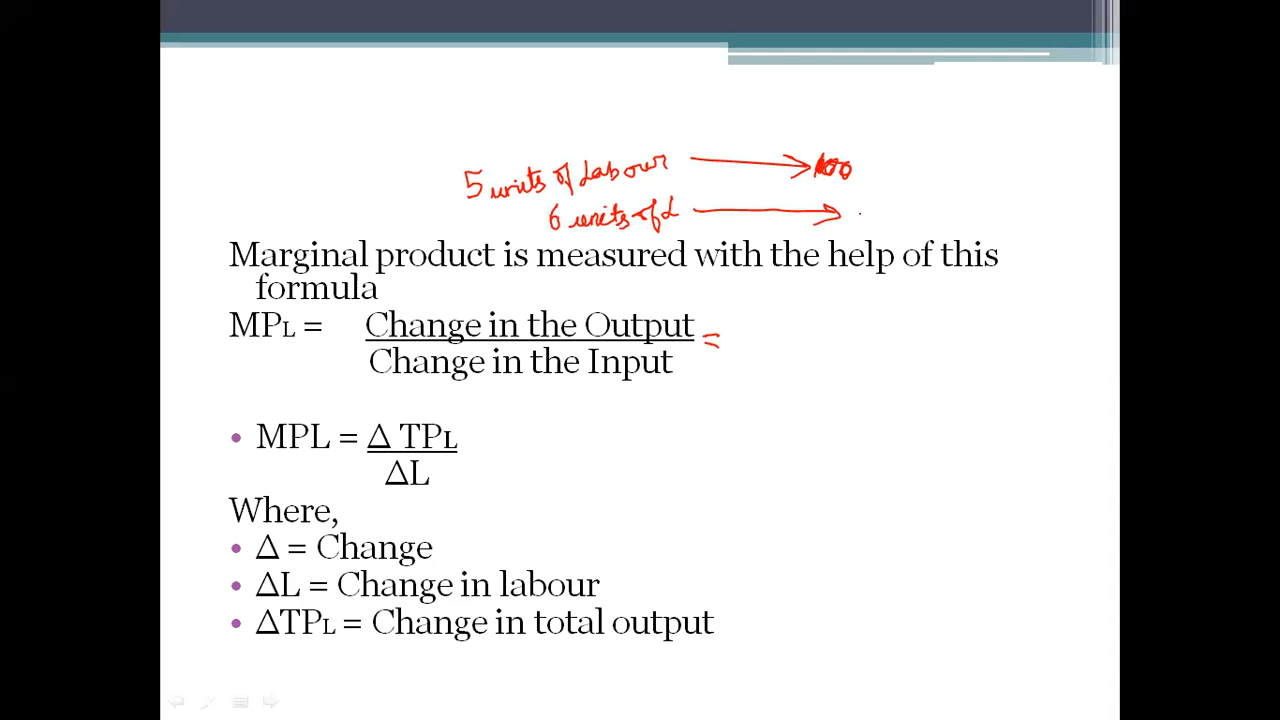 5 units of Labour → 100
6 units of L →
Marginal product is measured with the help of this
formula
MPL = Change in the Output =
Change in the Input
• MPL = Δ TPL
ΔL
Where,
• Δ = Change
• ΔL = Change in labour
• ΔTPL = Change in total output